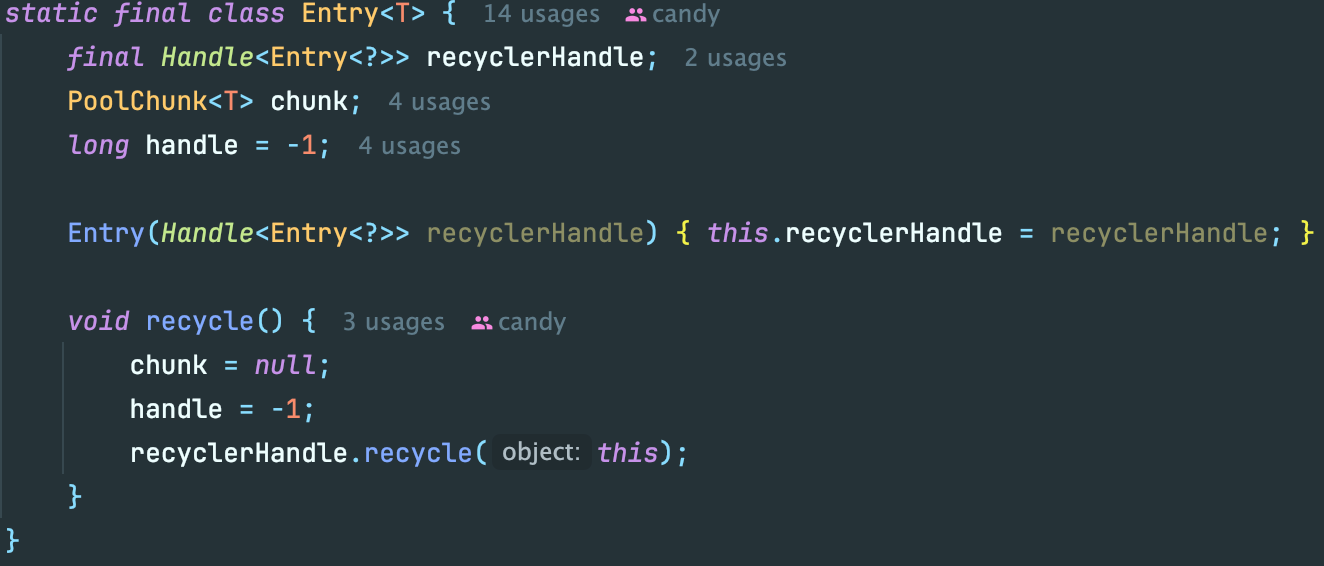 static final class Entry<T> { 14 usages candy
final Handle<Entry<?>> recyclerHandle; 2 usages
PoolChunk<T> chunk; 4 usages
long handle = -1; 4 usages
Entry(Handle<Entry<?>> recyclerHandle) { this.recyclerHandle = recyclerHandle; }
void recycle() { 3 usages candy
chunk = null;
handle = -1;
recyclerHandle.recycle( object: this);
}
}